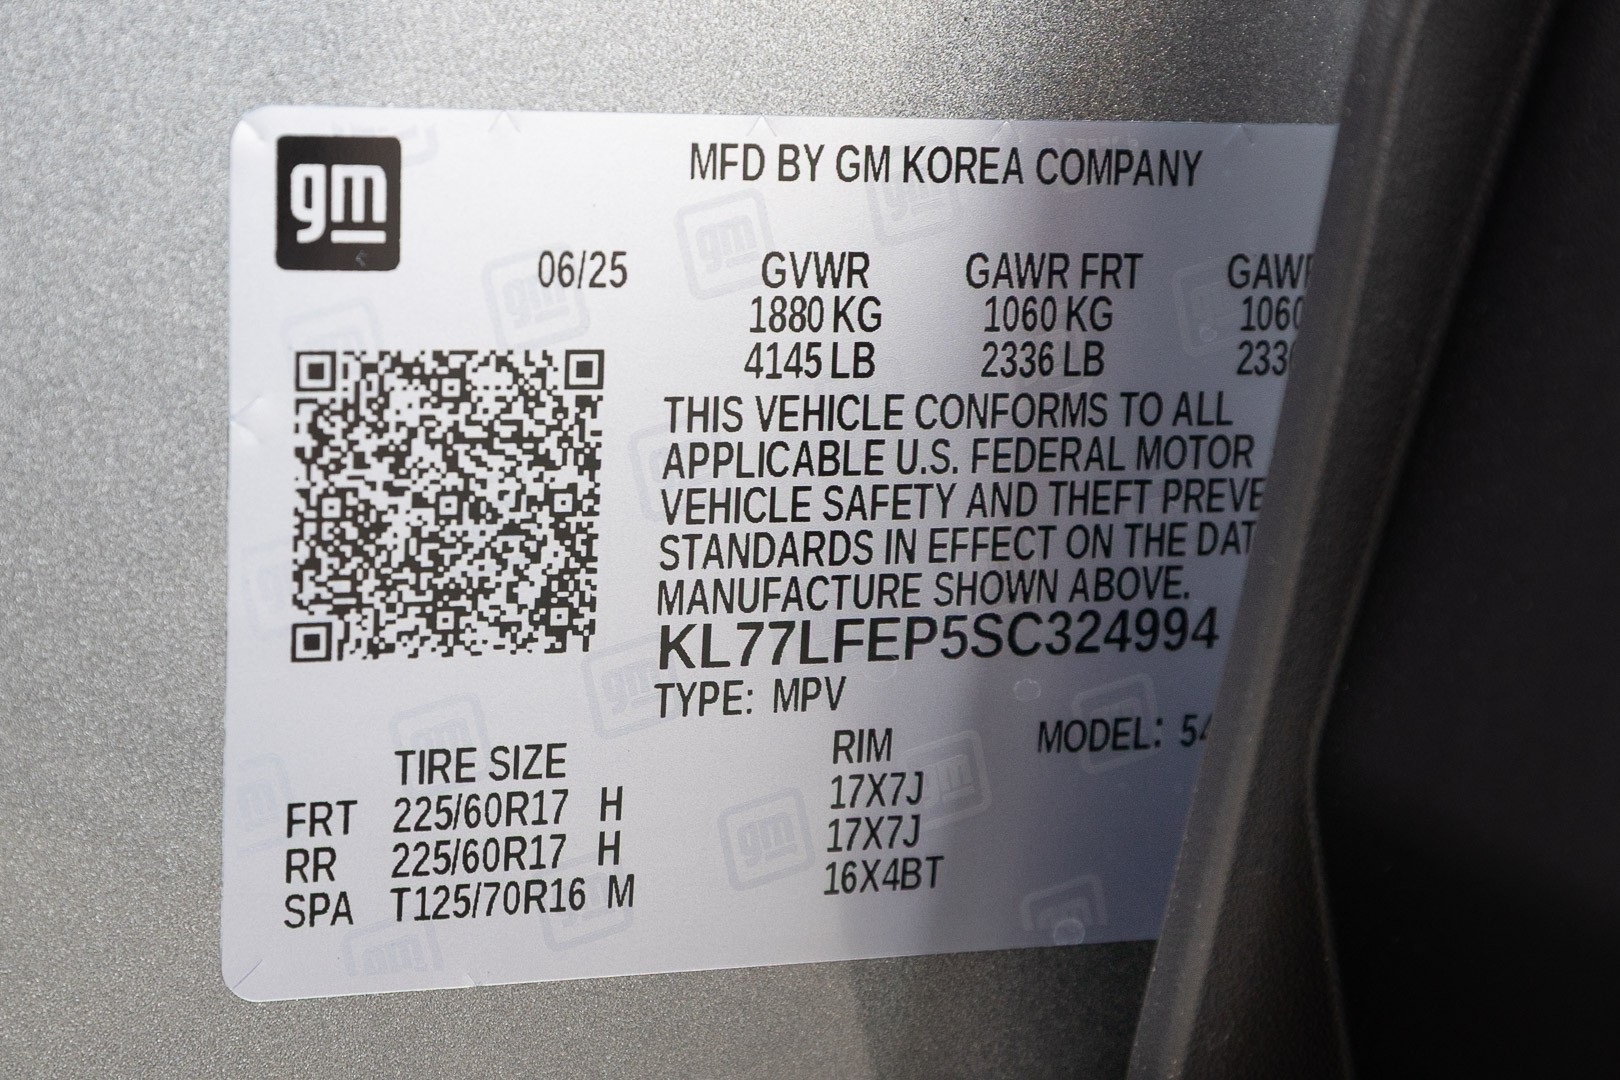 gm
MFD BY GM KOREA COMPANY
06/25 GVWR GAWR FRT
1880 KG 1060 KG 1060
4145 LB 2336 LB
THIS VEHICLE CONFORMS TO ALL
APPLICABLE U.S. FEDERAL MOTOR
VEHICLE SAFETY AND THEFT PREVE
STANDARDS IN EFFECT ON THE DAT
MANUFACTURE SHOWN ABOVE.
KL77LFEP5SC324994
TYPE: MPV
MODEL:
TIRE SIZE RIM
FRT 225/60R17 H 17X7J
RR 225/60R17 H 17X7J
SPA T125/70R16 M 16X4BT